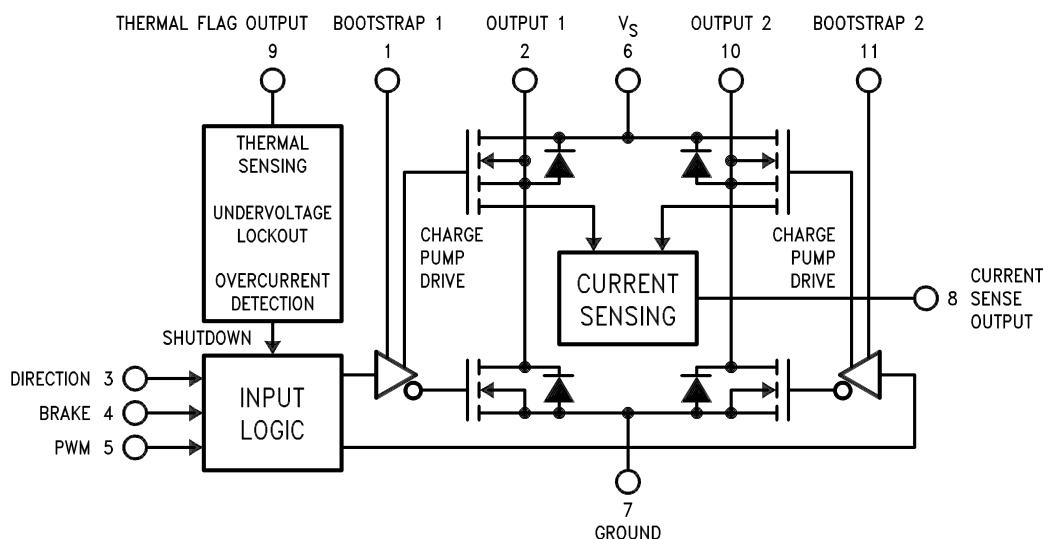 THERMAL FLAG OUTPUT
9
BOOTSTRAP 1
1
OUTPUT 1
2
VS
6
OUTPUT 2
10
BOOTSTRAP 2
11
THERMAL
SENSING
UNDERVOLTAGE
LOCKOUT
OVERCURRENT
DETECTION
CHARGE
PUMP
DRIVE
CURRENT
SENSING
CHARGE
PUMP
DRIVE
8 CURRENT
SENSE
OUTPUT
SHUTDOWN
DIRECTION 3
BRAKE 4
PWM 5
INPUT
LOGIC
7
GROUND